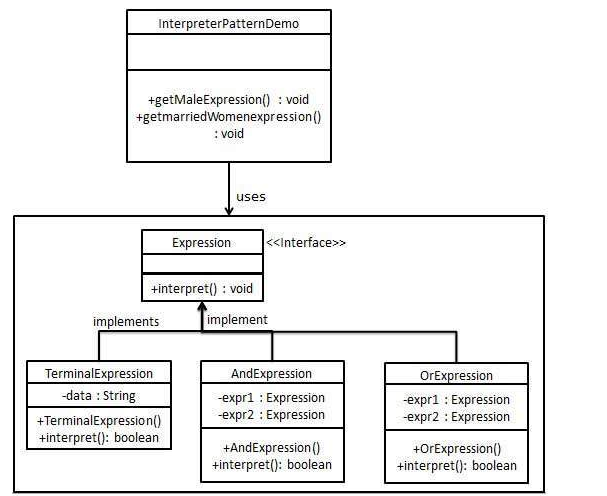 InterpreterPatternDemo
+getMaleExpression() : void
+getmarriedWomenexpression()
: void
uses
Expression
<<Interface>>
+interpret() : void
implements
implement
TerminalExpression
-data : String
+TerminalExpression()
+interpret(): boolean
AndExpression
-expr1 : Expression
-expr2 : Expression
+AndExpression()
+interpret(): boolean
OrExpression
-expr1 : Expression
-expr2 : Expression
+OrExpression()
+interpret(): boolean